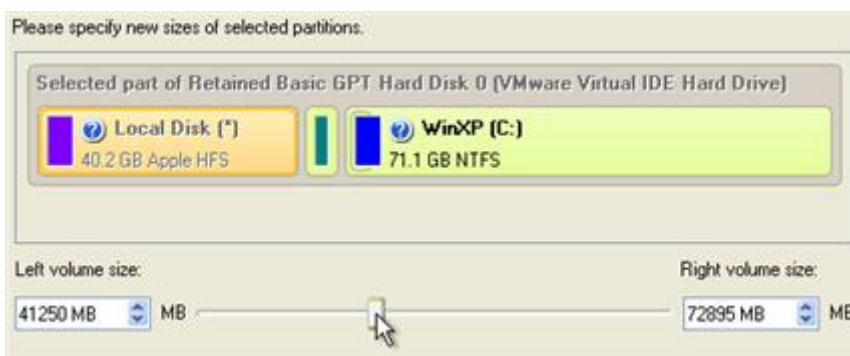 Please specify new sizes of selected partitions.
Selected part of Retained Basic GPT Hard Disk 0 (VMware Virtual IDE Hard Drive)
Local Disk (*)
40.2 GB Apple HFS
WinXP (C:)
71.1 GB NTFS
Left volume size:
Right volume size:
41250 MB MB
72895 MB